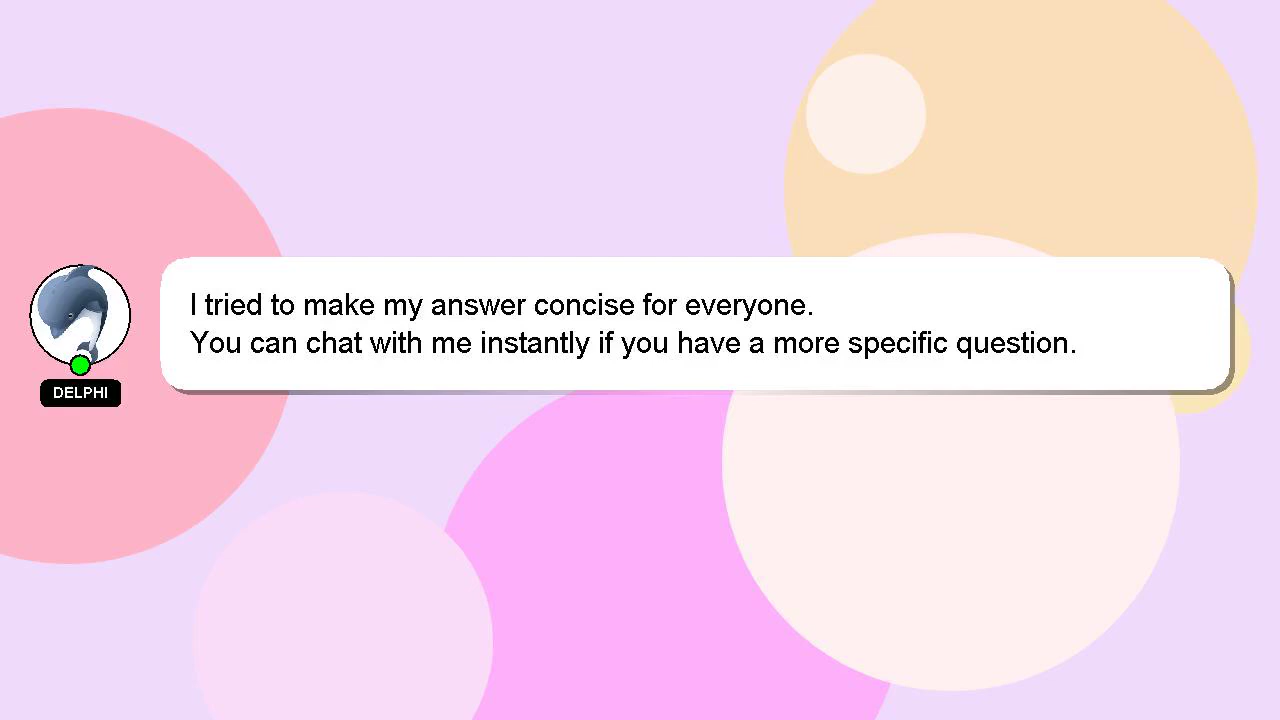 I tried to make my answer concise for everyone.
You can chat with me instantly if you have a more specific question.
DELPHI